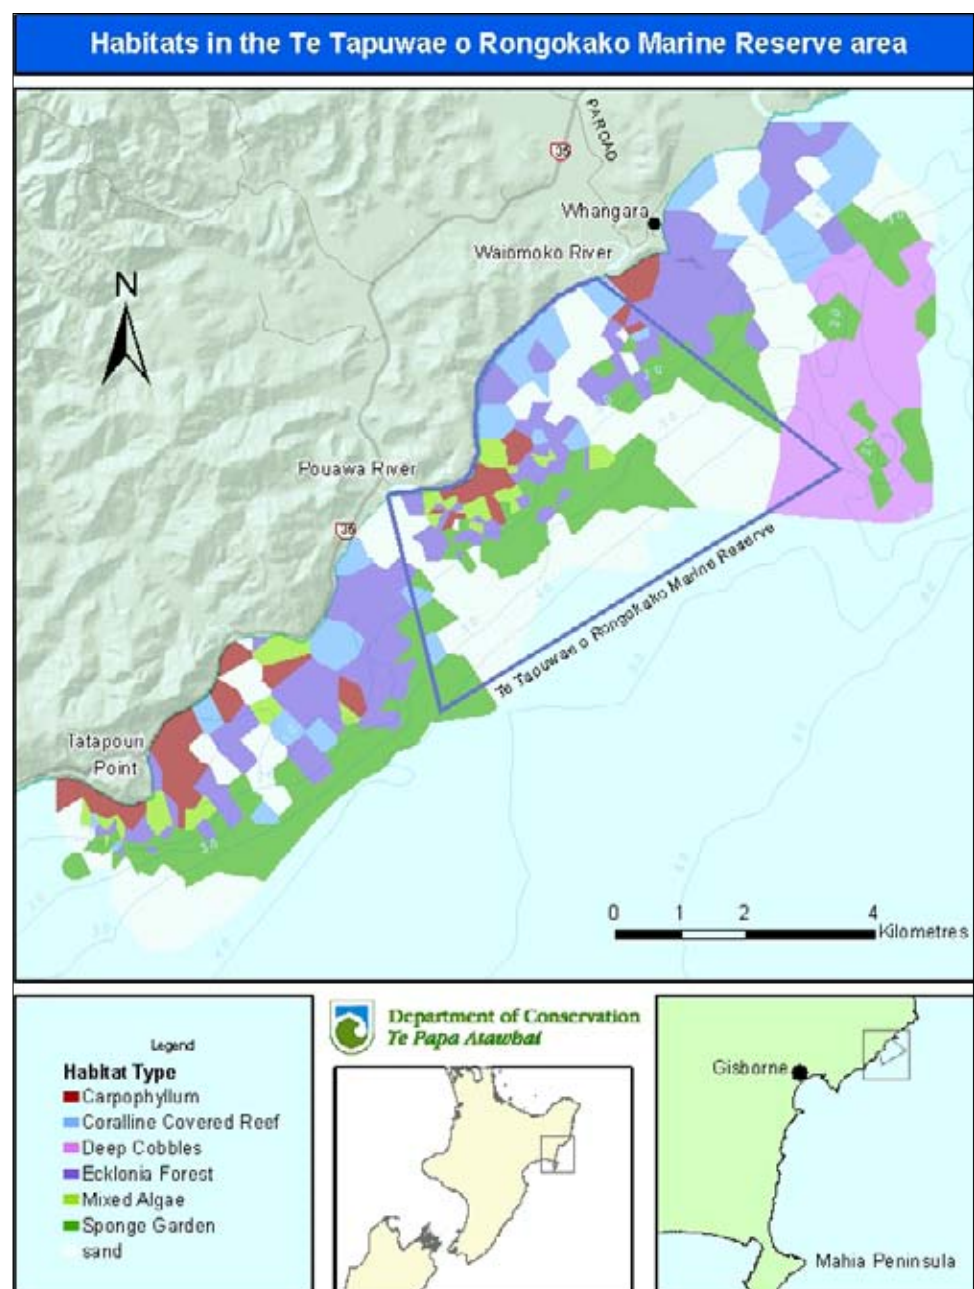 Habitats in the Te Tapuwae o Rongokako Marine Reserve area
PAROAD
35
Whangara
Waiomoko River
N
Pouawa River
35
Te Tapuwae o Rongokako Marine Reserve
Tatapouri
Point
0 1 2 4
Kilometres
Legend
Habitat Type
Carpophyllum
Coralline Covered Reef
Deep Cobbles
Ecklonia Forest
Mixed Algae
Sponge Garden
sand
Department of Conservation
Te Papa Atawhai
Gisborne
Mahia Peninsula